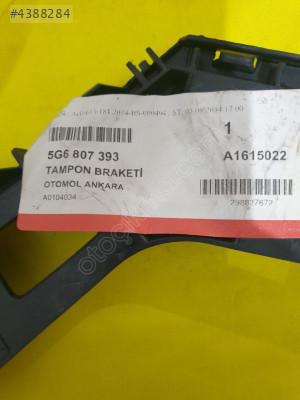 #4388284
1
5G6 807 393
A1615022
TAMPON BRAKETİ
OTOMOL ANKARA
A0104034
298827672